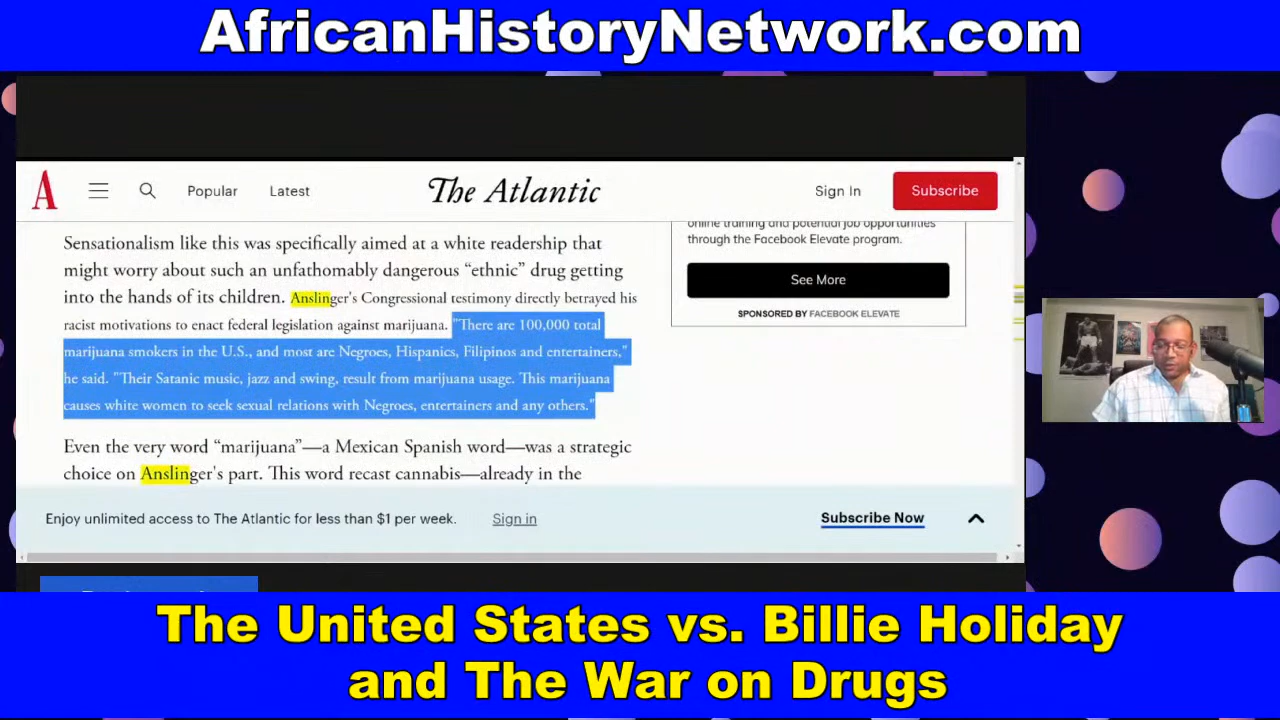 AfricanHistoryNetwork.com
A
Popular
Latest
The Atlantic
Sign In
Subscribe
Sensationalism like this was specifically aimed at a white readership that
might worry about such an unfathomably dangerous “ethnic” drug getting
into the hands of its children. Anslinger's Congressional testimony directly betrayed his
racist motivations to enact federal legislation against marijuana. "There are 100,000 total
marijuana smokers in the U.S., and most are Negroes, Hispanics, Filipinos and entertainers,"
he said. "Their Satanic music, jazz and swing, result from marijuana usage. This marijuana
causes white women to seek sexual relations with Negroes, entertainers and any others."
Even the very word “marijuana”—a Mexican Spanish word—was a strategic
choice on Anslinger's part. This word recast cannabis—already in the
online training and potential job opportunities
through the Facebook Elevate program.
See More
SPONSORED BY FACEBOOK ELEVATE
Enjoy unlimited access to The Atlantic for less than $1 per week.
Sign in
Subscribe Now
The United States vs. Billie Holiday
and The War on Drugs